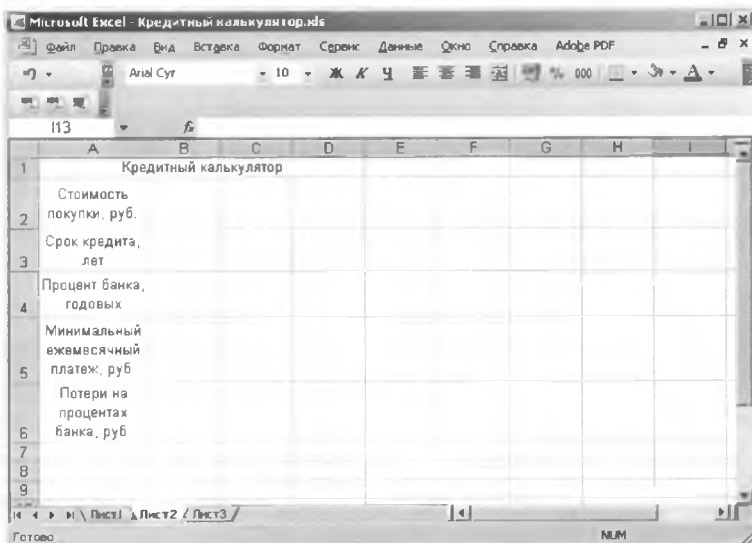 Microsoft Excel - Кредитный калькулятор.xls
Файл Правка Вид Вставка Формат Сервис Данные Окно Справка Adobe PDF
Arial Cyr 10 Ж К Ч % 000 A
I13 fx
A B C D E F G H I
1 Кредитный калькулятор
Стоимость
2 покупки, руб.
Срок кредита,
3 лет
Процент банка,
4 годовых
Минимальный
ежемесячный
5 платеж, руб
Потери на
процентах
6 банка, руб
7
8
9
Лист1 Лист2 Лист3
Готово NUM